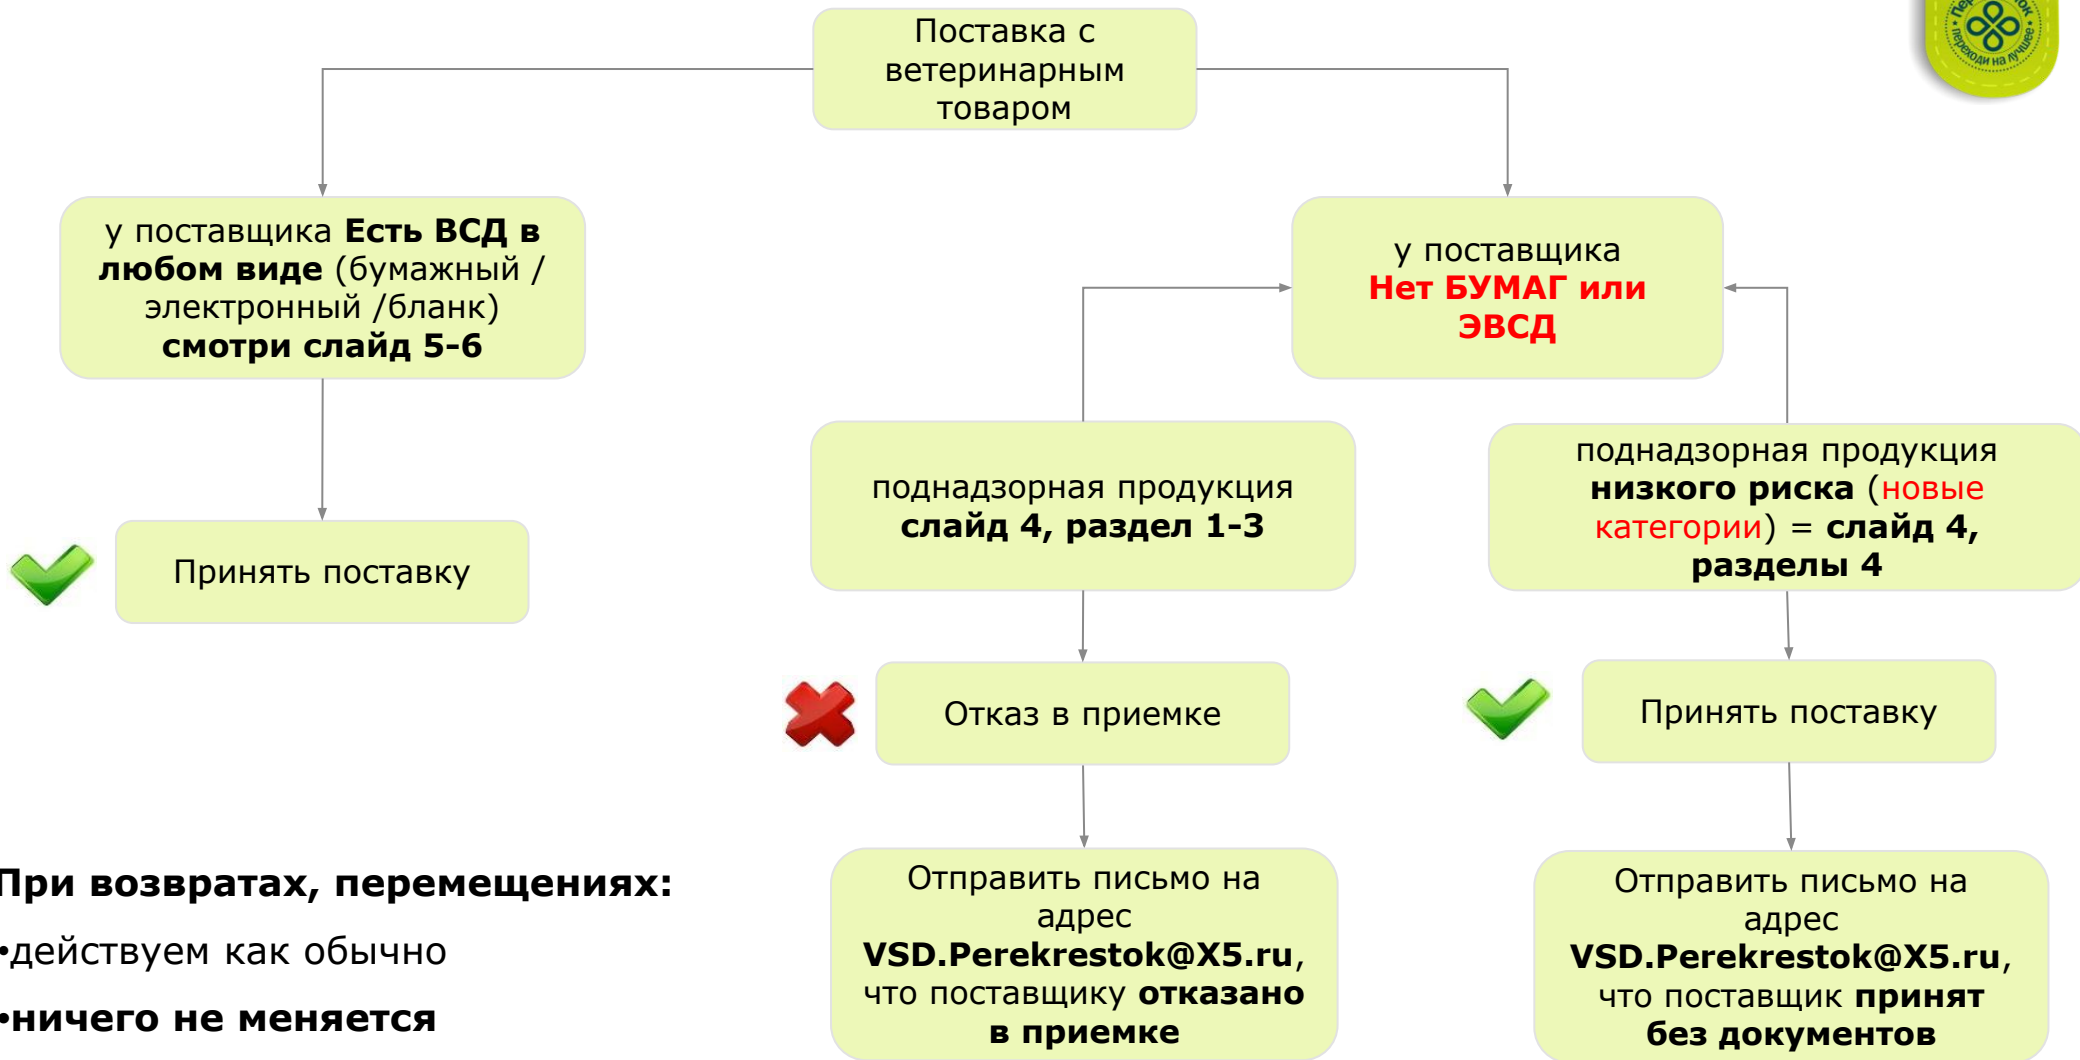 Поставка с
ветеринарным
товаром
переходи на лучшее
у поставщика Есть ВСД в
любом виде (бумажный /
электронный /бланк)
смотри слайд 5-6
у поставщика
Нет БУМАГ или
ЭВСД
поднадзорная продукция
слайд 4, раздел 1-3
поднадзорная продукция
низкого риска (новые
категории) = слайд 4,
разделы 4
Принять поставку
Отказ в приемке
Принять поставку
При возвратах, перемещениях:
•действуем как обычно
•ничего не меняется
Отправить письмо на
адрес
VSD.Perekrestok@X5.ru,
что поставщику отказано
в приемке
Отправить письмо на
адрес
VSD.Perekrestok@X5.ru,
что поставщик принят
без документов